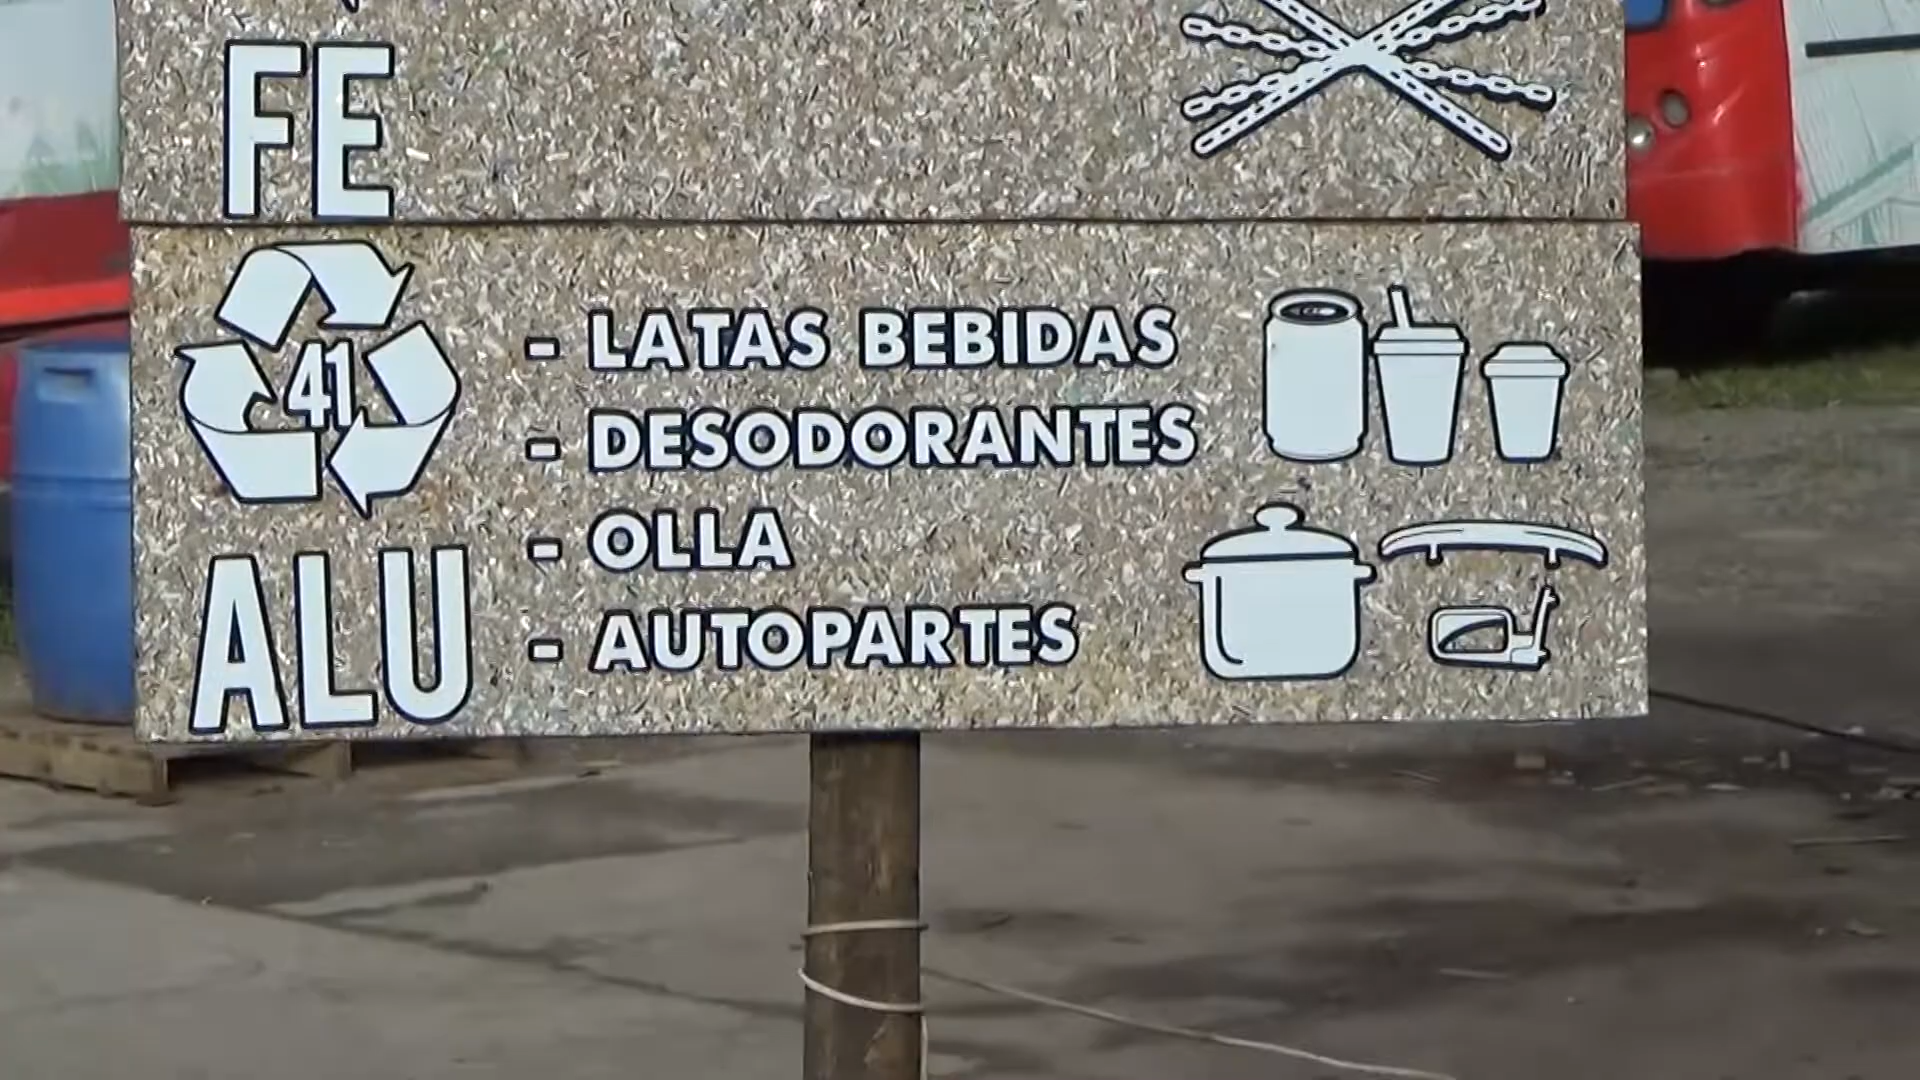 FE
41
ALU
- LATAS BEBIDAS
- DESODORANTES
- OLLA
- AUTOPARTES